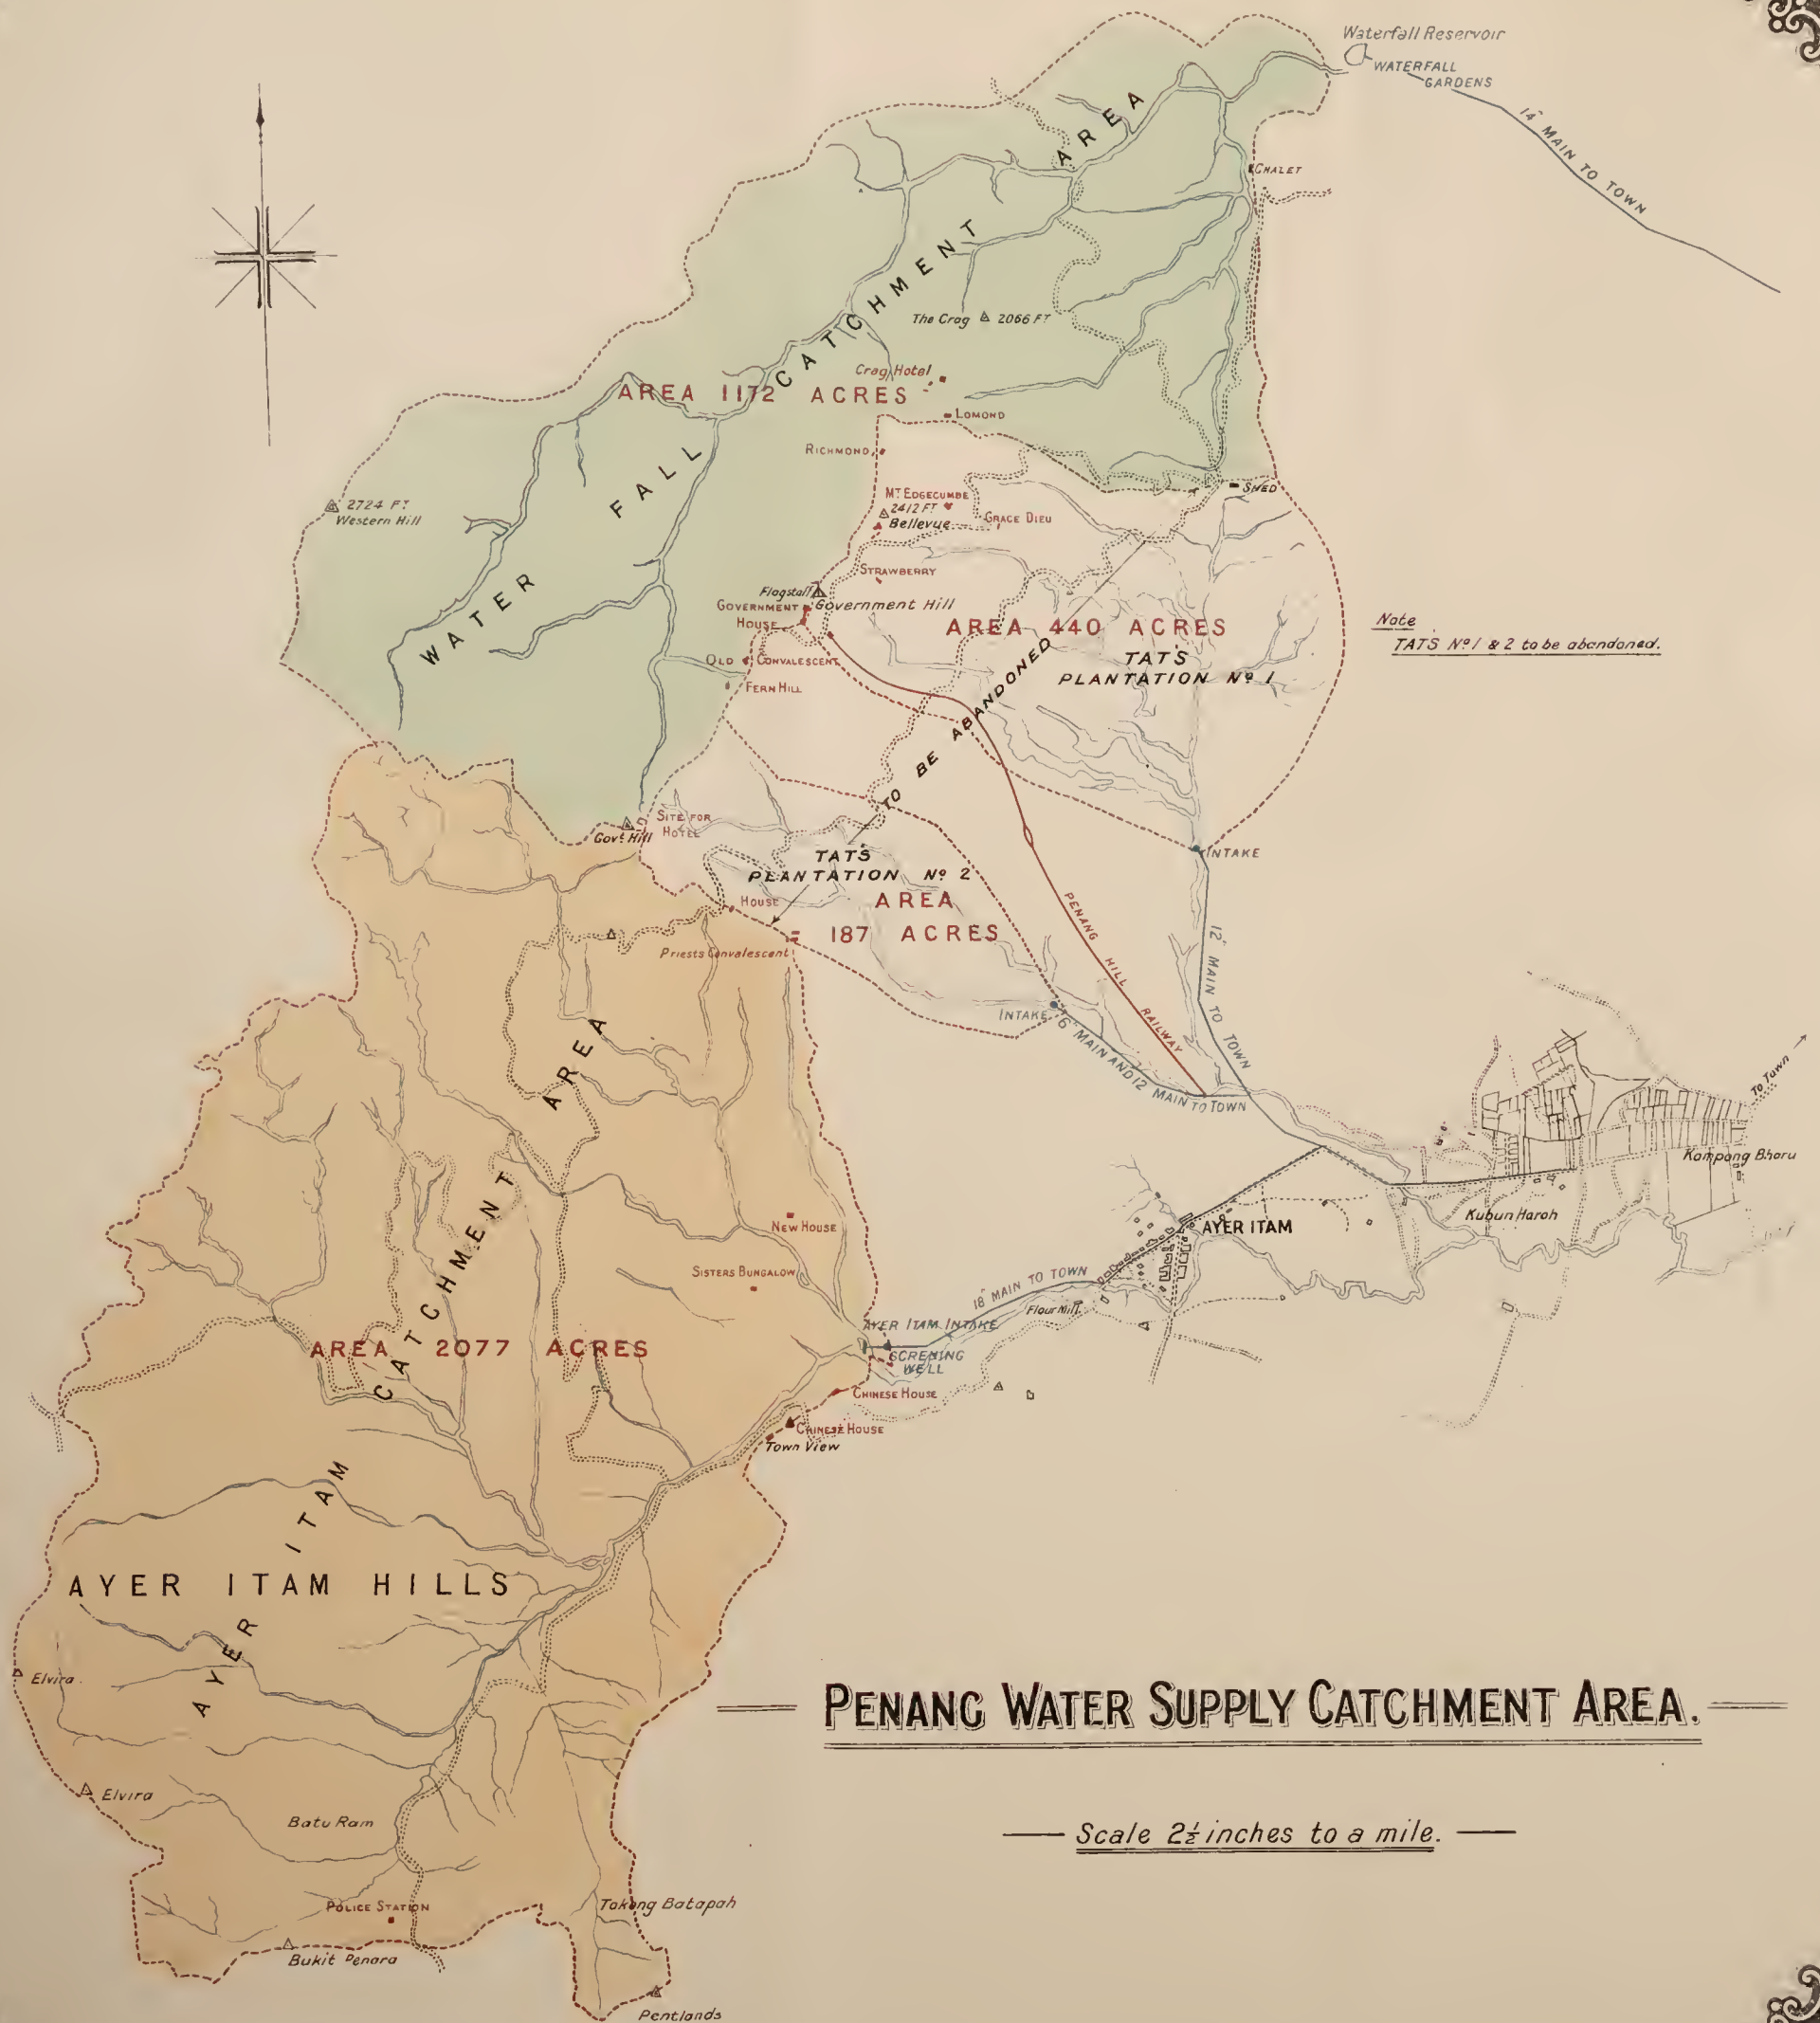 Waterfall Reservoir
WATERFALL
GARDENS
14" MAIN TO TOWN
WATER FALL CATCHMENT AREA
CHALET
The Crag 2066 FT
Crag Hotel
AREA 1172 ACRES
LOMOND
RICHMOND
2724 FT
Western Hill
MT EDGECUMBE
2412 FT
Bellevue
GRACE DIEU
SHED
STRAWBERRY
Flagstaff
GOVERNMENT
HOUSE
Government Hill
AREA 440 ACRES
TAT'S
PLANTATION No 1
Note
TATS No 1 & 2 to be abandoned.
OLD CONVALESCENT
FERN HILL
TO BE ABANDONED
SITE FOR
HOTEL
Govt Hill
TAT'S
PLANTATION No 2
AREA
187 ACRES
HOUSE
Priests Convalescent
INTAKE
12" MAIN TO TOWN
PENANG HILL RAILWAY
INTAKE
6" MAIN AND 12" MAIN TO TOWN
To Town
Kampong Bharu
Kubun Haroh
AYER ITAM
NEW HOUSE
SISTERS BUNGALOW
18" MAIN TO TOWN
Flour Mill
AYER ITAM INTAKE
SCREENING
WELL
CHINESE HOUSE
CHINESE HOUSE
Town View
AREA 2077 ACRES
AYER ITAM CATCHMENT AREA
AYER ITAM HILLS
Elvira
Elvira
Batu Ram
POLICE STATION
Bukit Penara
Takong Batapah
Pentlands
PENANG WATER SUPPLY CATCHMENT AREA.
Scale 2½ inches to a mile.